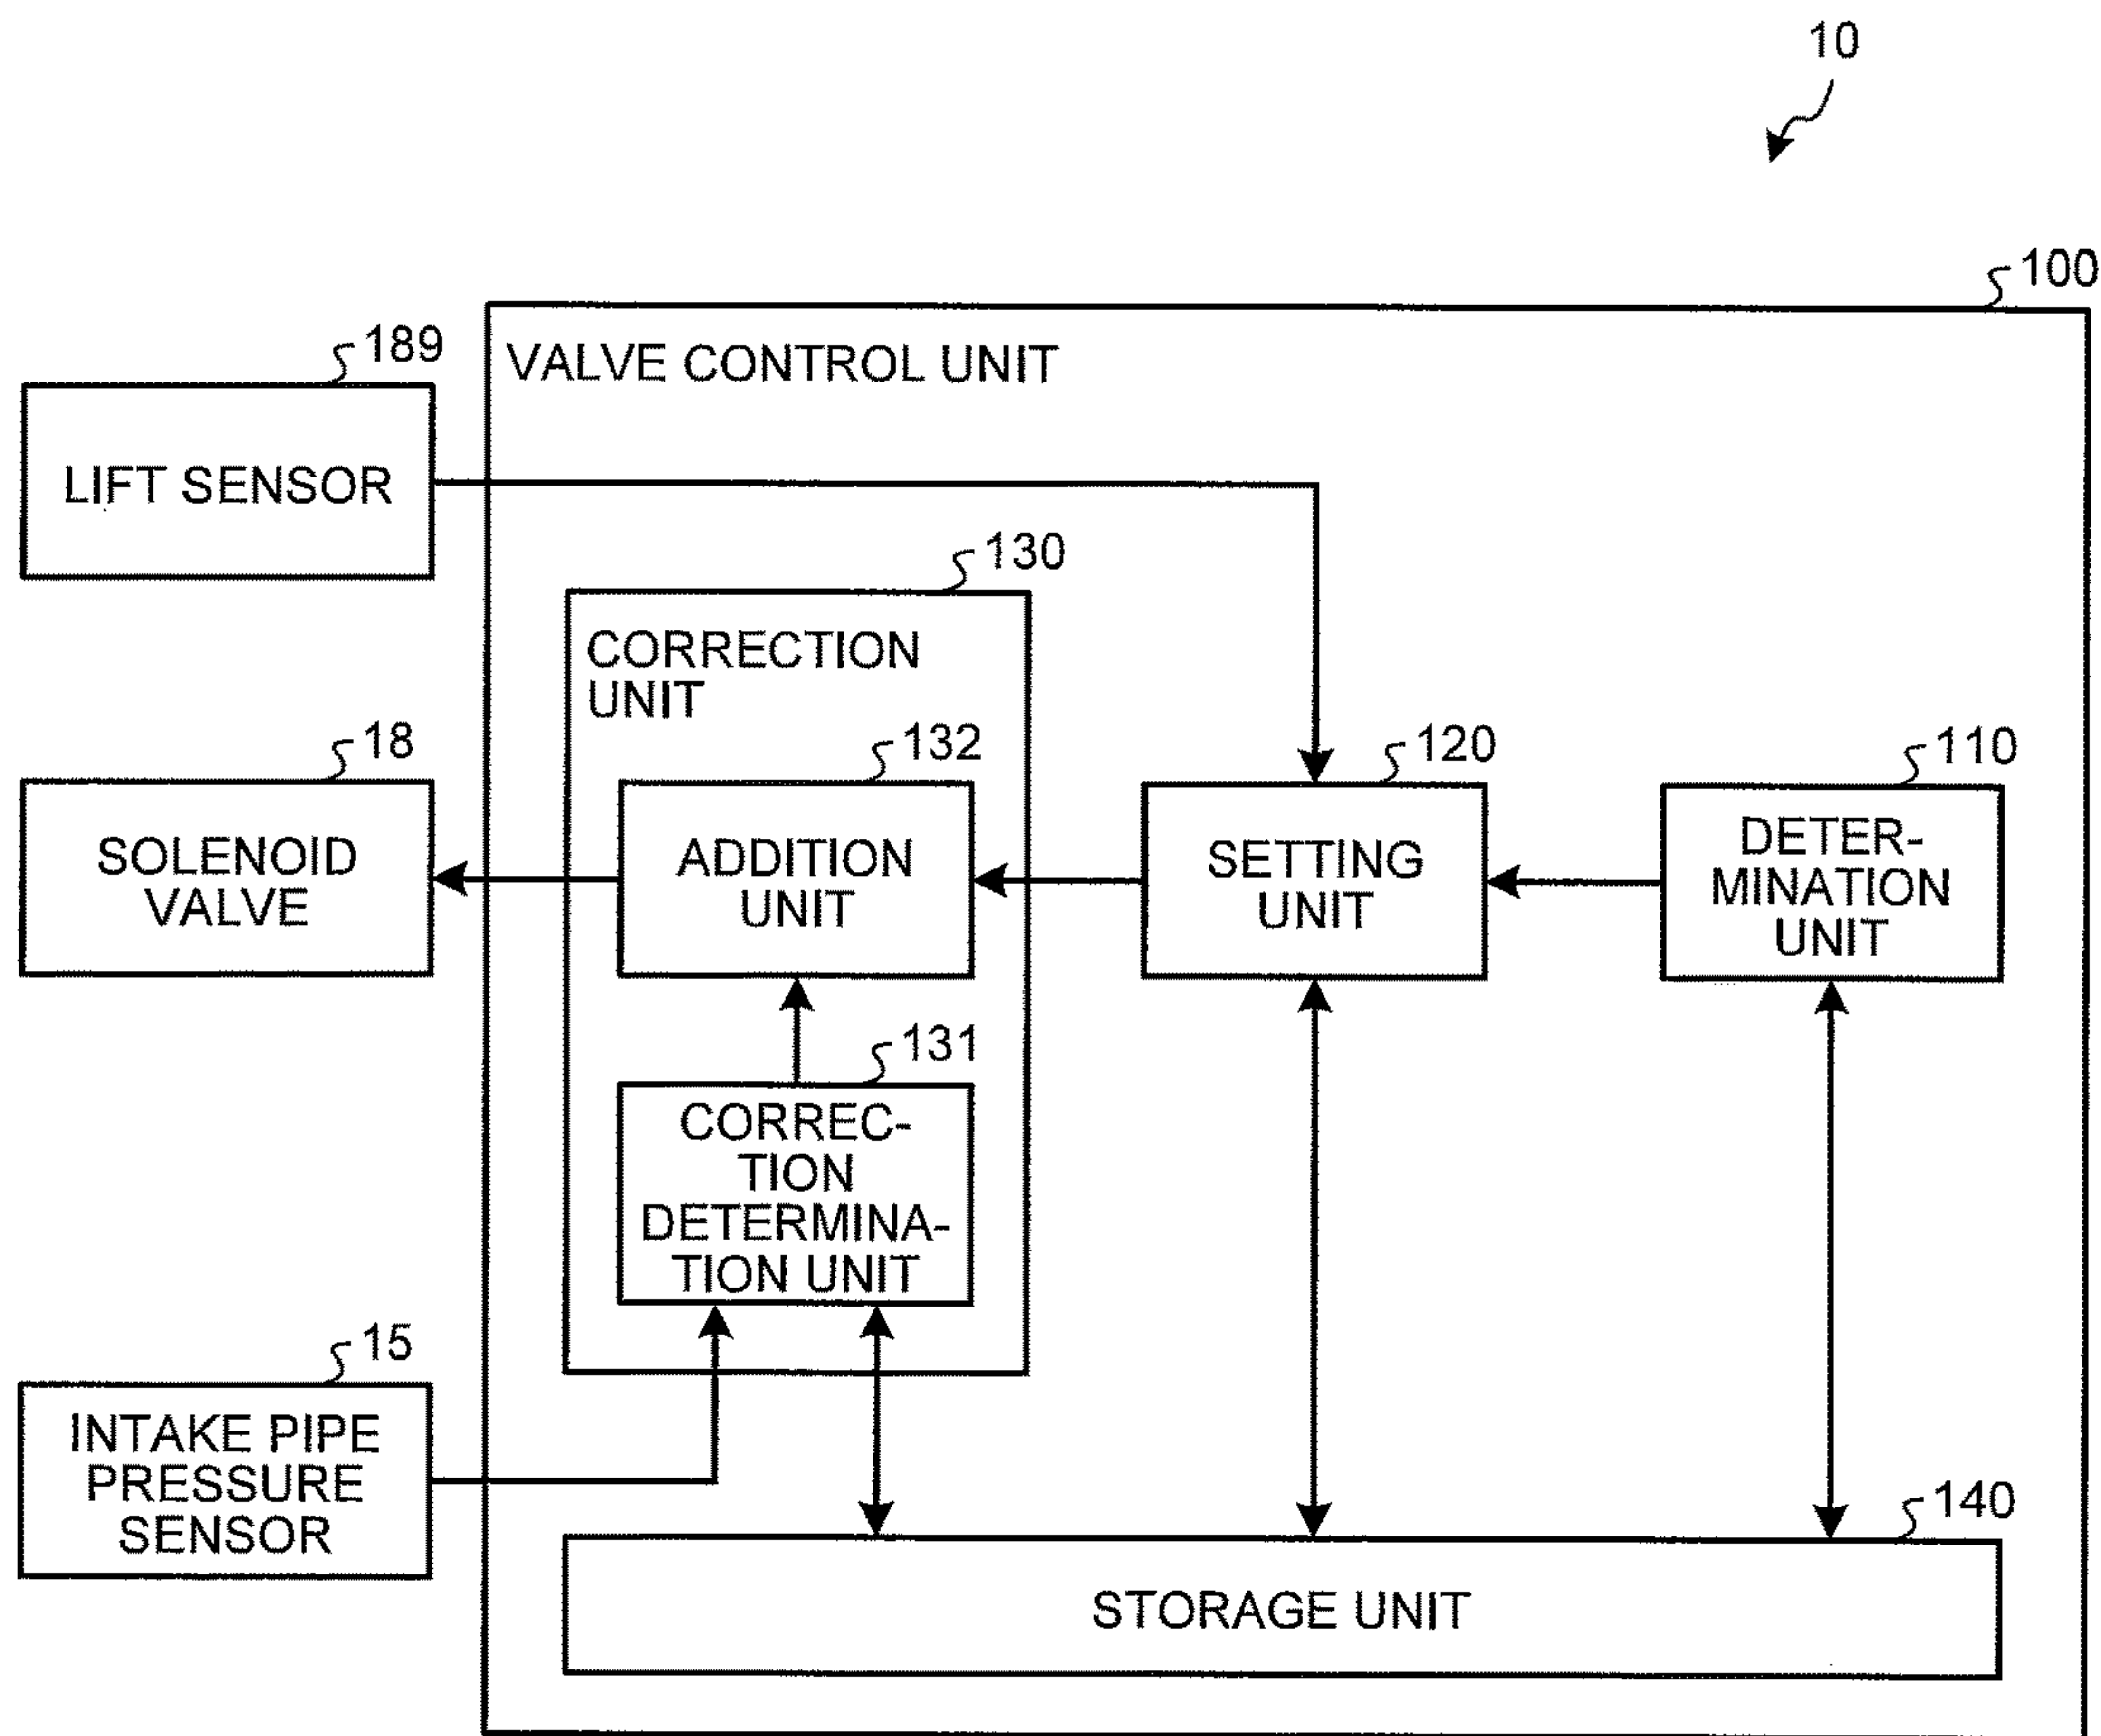 10
100
189
VALVE CONTROL UNIT
LIFT SENSOR
130
CORRECTION
UNIT
18
132
120
110
SOLENOID
VALVE
ADDITION
UNIT
SETTING
UNIT
DETER-
MINATION
UNIT
131
CORREC-
TION
DETERMINA-
TION UNIT
15
INTAKE PIPE
PRESSURE
SENSOR
140
STORAGE UNIT